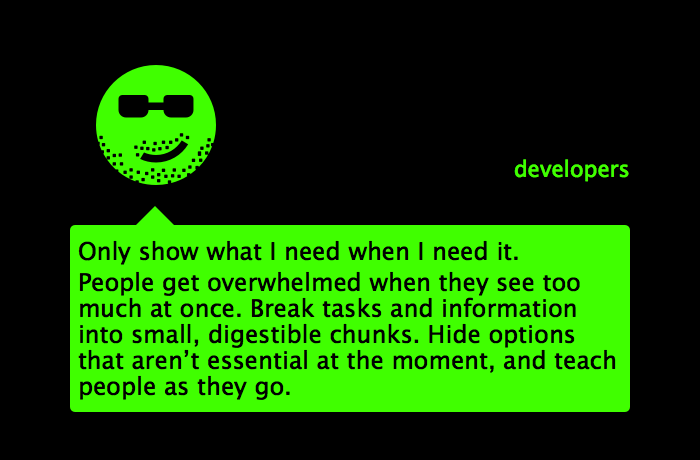 developers
Only show what I need when I need it.
People get overwhelmed when they see too
much at once. Break tasks and information
into small, digestible chunks. Hide options
that aren’t essential at the moment, and teach
people as they go.